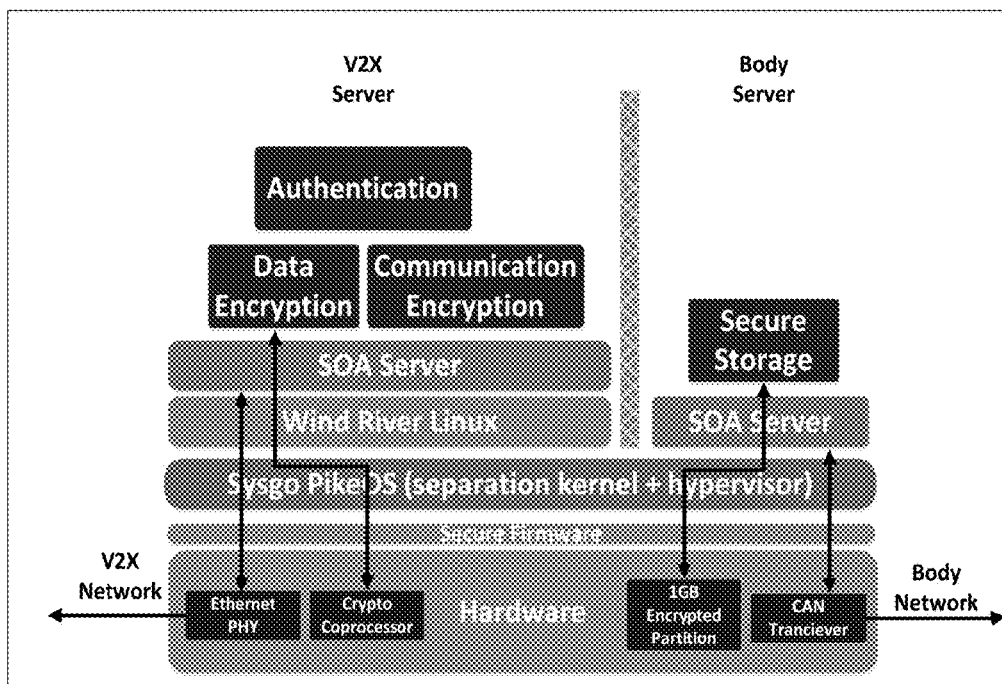 V2X
Server
Body
Server
Authentication
Data
Encryption
Communication
Encryption
Secure
Storage
SOA Server
Wind River Linux
SOA Server
Sysgo PikeOS (separation kernel + hypervisor)
Secure Firmware
V2X
Network
Ethernet
PHY
Crypto
Coprocessor
Hardware
1GB
Encrypted
Partition
CAN
Tranciever
Body
Network